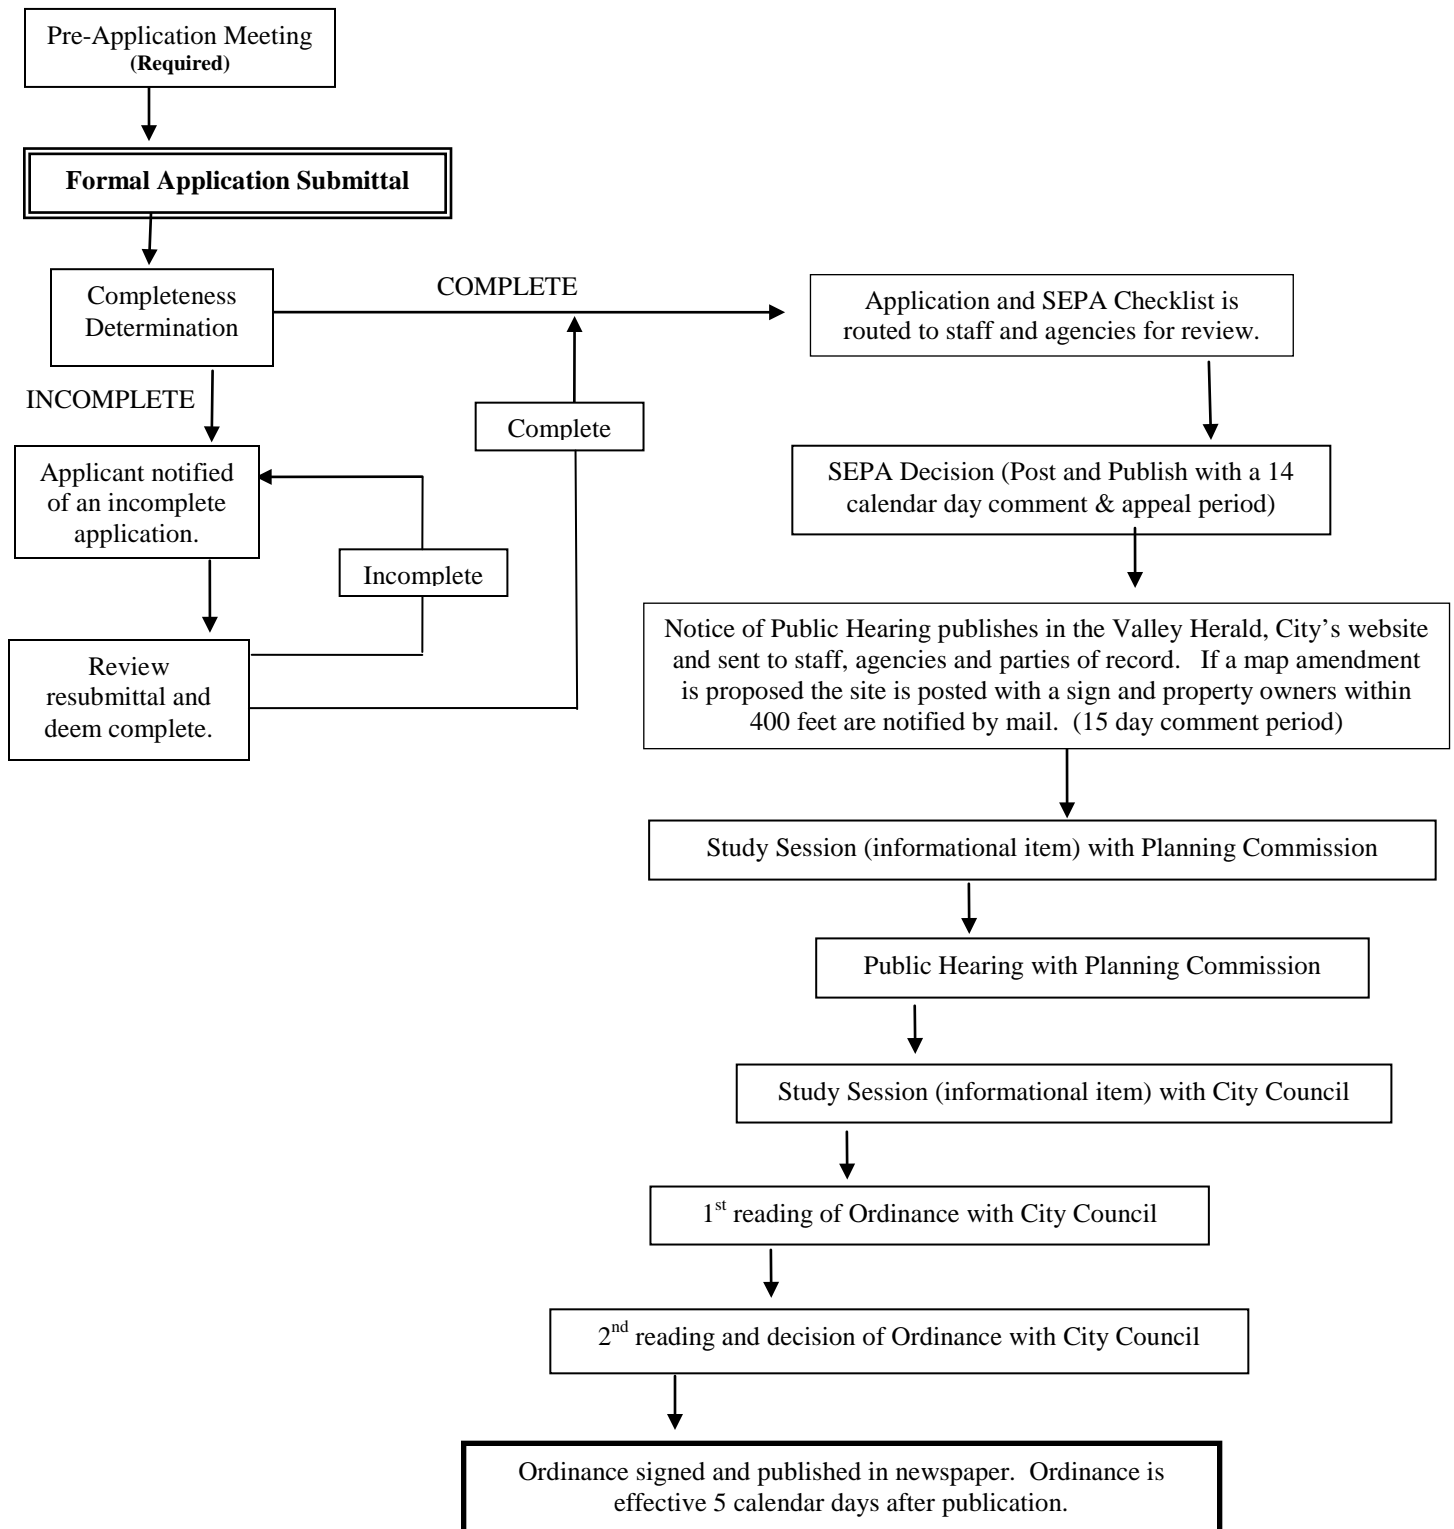 Pre-Application Meeting
(Required)
Formal Application Submittal
Completeness
Determination
COMPLETE
Application and SEPA Checklist is
routed to staff and agencies for review.
INCOMPLETE
Complete
Applicant notified
of an incomplete
application.
SEPA Decision (Post and Publish with a 14
calendar day comment & appeal period)
Incomplete
Review
resubmittal and
deem complete.
Notice of Public Hearing publishes in the Valley Herald, City’s website
and sent to staff, agencies and parties of record. If a map amendment
is proposed the site is posted with a sign and property owners within
400 feet are notified by mail. (15 day comment period)
Study Session (informational item) with Planning Commission
Public Hearing with Planning Commission
Study Session (informational item) with City Council
1st reading of Ordinance with City Council
2nd reading and decision of Ordinance with City Council
Ordinance signed and published in newspaper. Ordinance is
effective 5 calendar days after publication.